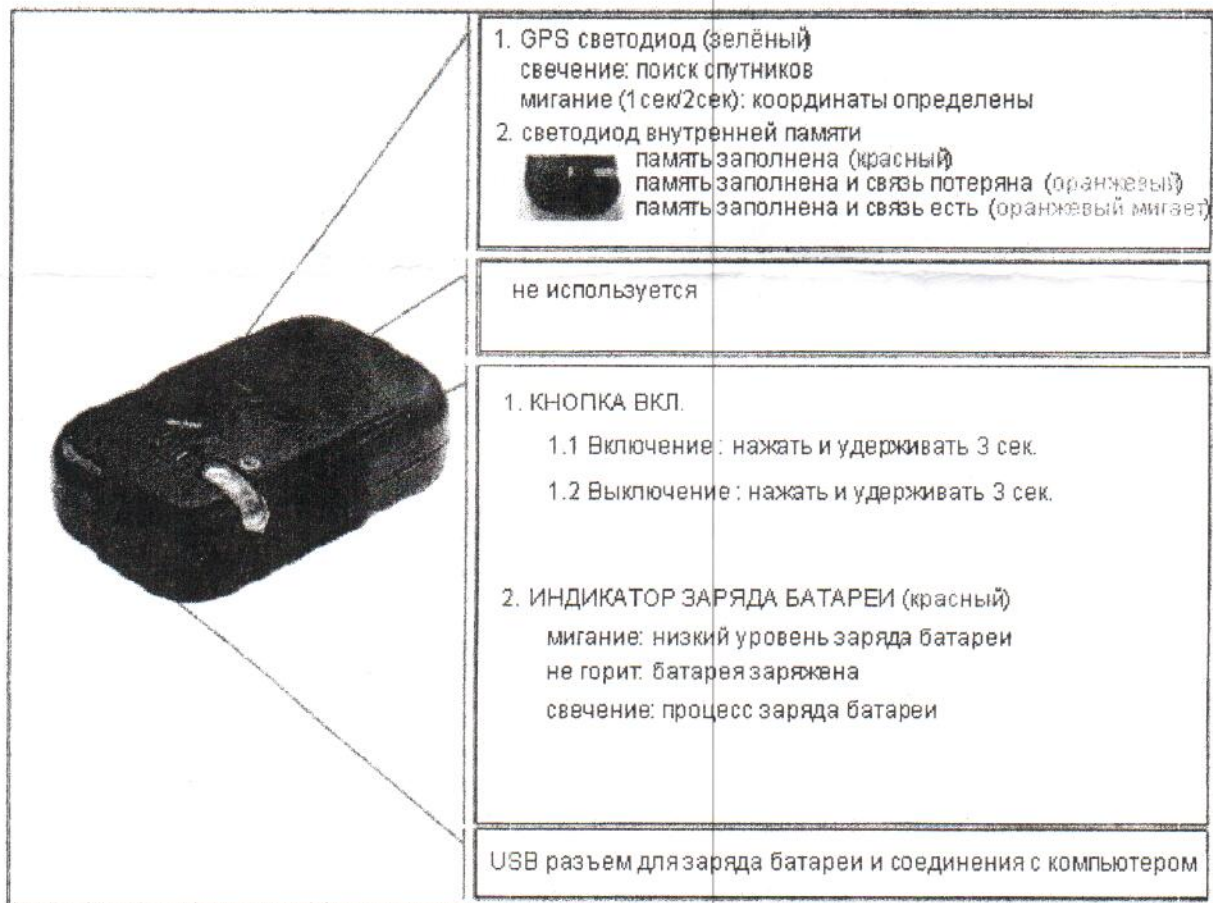 1. GPS светодиод (зелёный)
свечение: поиск спутников
мигание (1сек/2сек): координаты определены
2. светодиод внутренней памяти
память заполнена (красный)
память заполнена и связь потеряна (оранжевый)
память заполнена и связь есть (оранжевый мигает)
не используется
1. КНОПКА ВКЛ.
1.1 Включение : нажать и удерживать 3 сек.
1.2 Выключение : нажать и удерживать 3 сек.
2. ИНДИКАТОР ЗАРЯДА БАТАРЕИ (красный)
мигание: низкий уровень заряда батареи
не горит: батарея заряжена
свечение: процесс заряда батареи
USB разъем для заряда батареи и соединения с компьютером